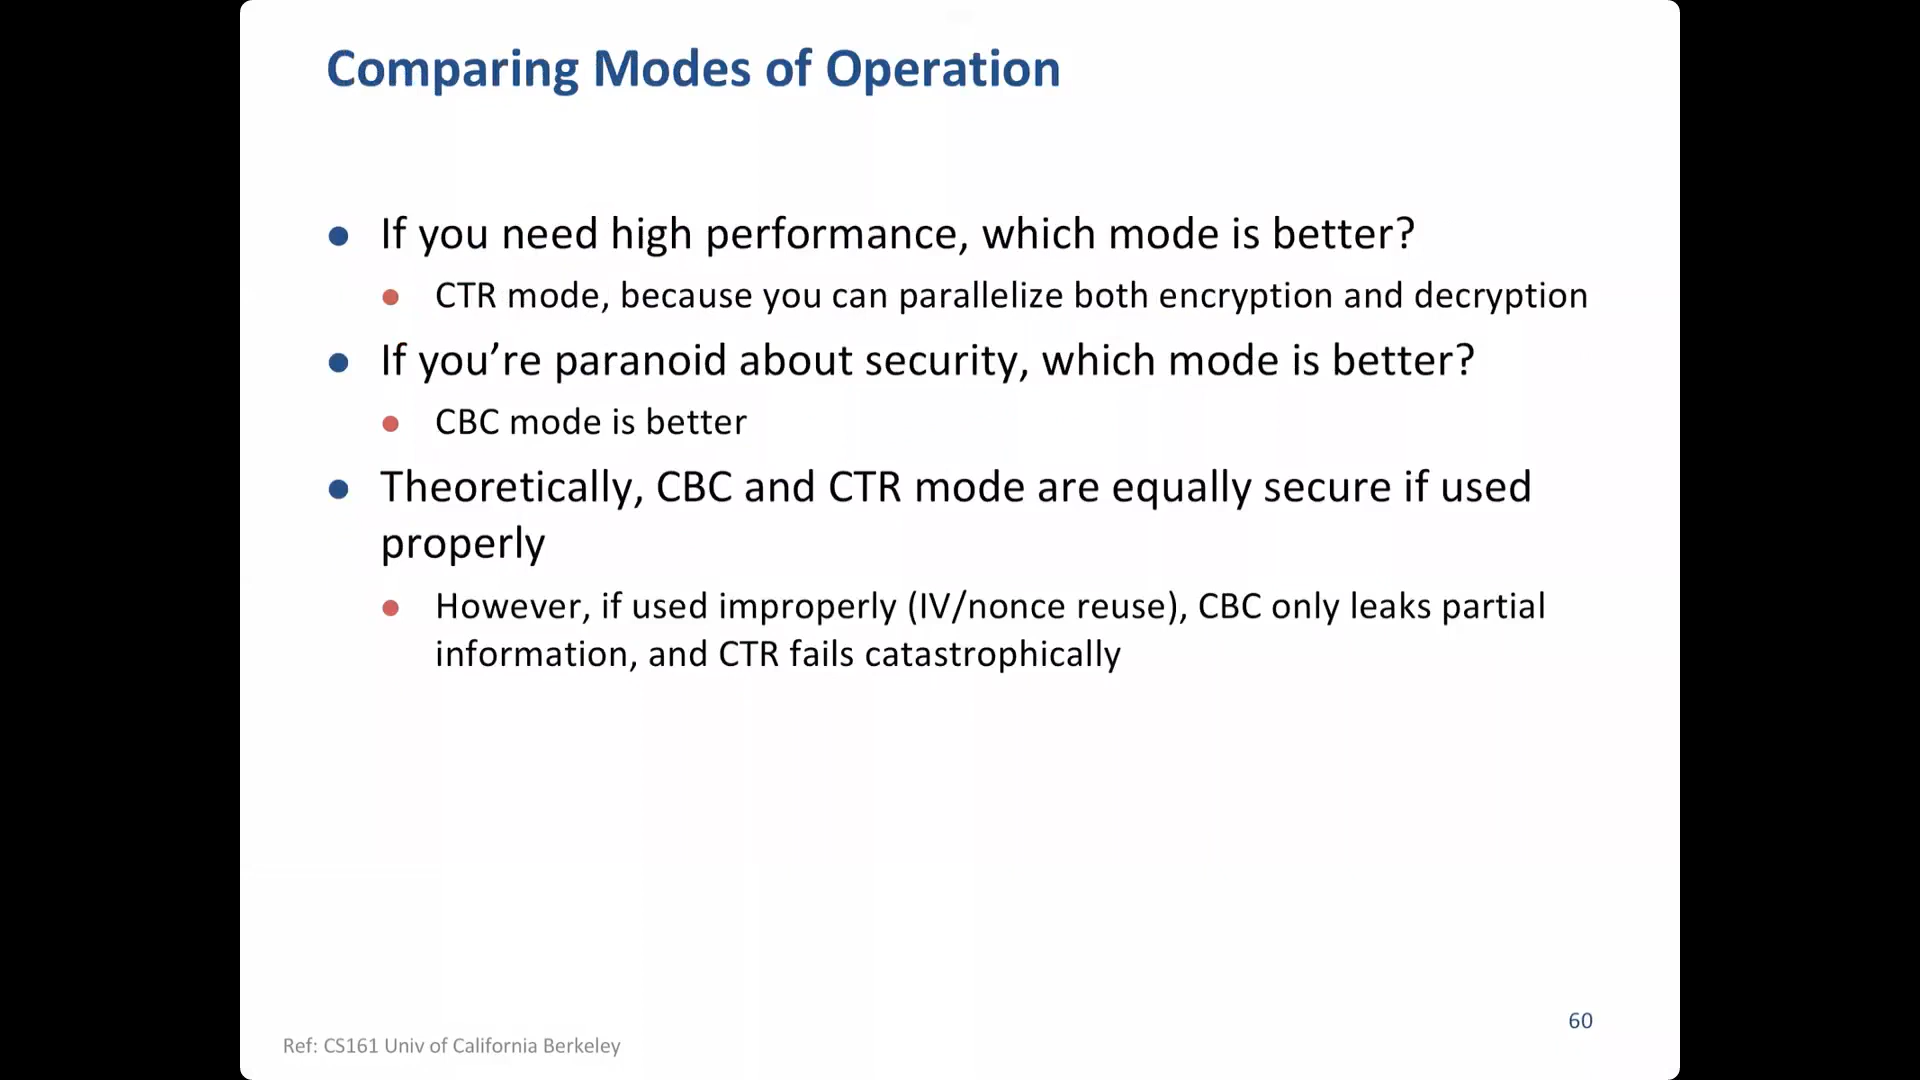 Comparing Modes of Operation
● If you need high performance, which mode is better?
● CTR mode, because you can parallelize both encryption and decryption
● If you’re paranoid about security, which mode is better?
● CBC mode is better
● Theoretically, CBC and CTR mode are equally secure if used
properly
● However, if used improperly (IV/nonce reuse), CBC only leaks partial
information, and CTR fails catastrophically
60
Ref: CS161 Univ of California Berkeley